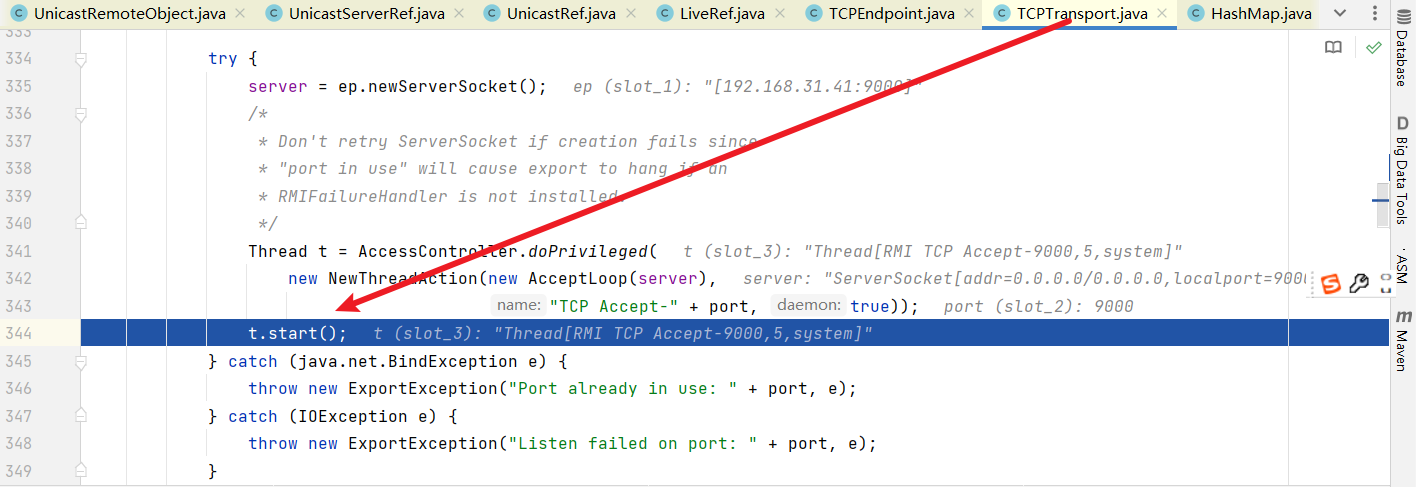 UnicastRemoteObject.java UnicastServerRef.java UnicastRef.java LiveRef.java TCPEndpoint.java TCPTransport.java HashMap.java
333
334 try {
335 server = ep.newServerSocket(); ep (slot_1): "[192.168.31.41:9000]"
336 /*
337 * Don't retry ServerSocket if creation fails since
338 * "port in use" will cause export to hang if an
339 * RMIFailureHandler is not installed.
340 */
341 Thread t = AccessController.doPrivileged( t (slot_3): "Thread[RMI TCP Accept-9000,5,system]"
342 new NewThreadAction(new AcceptLoop(server), server: "ServerSocket[addr=0.0.0.0/0.0.0.0,localport=9000
343 name: "TCP Accept-" + port, daemon: true)); port (slot_2): 9000
344 t.start(); t (slot_3): "Thread[RMI TCP Accept-9000,5,system]"
345 } catch (java.net.BindException e) {
346 throw new ExportException("Port already in use: " + port, e);
347 } catch (IOException e) {
348 throw new ExportException("Listen failed on port: " + port, e);
349 }
Database
D Big Data Tools
ASM
m Maven